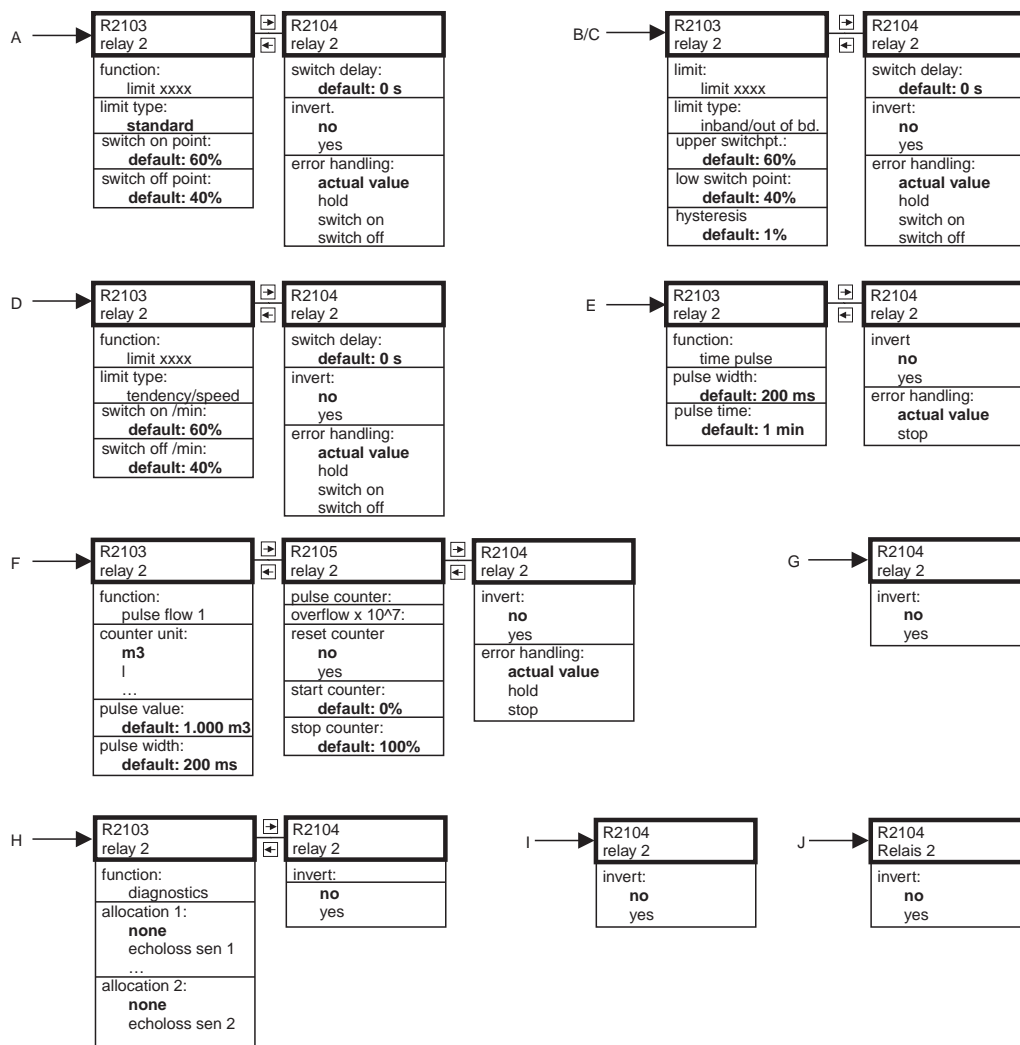 A
R2103
relay 2
function:
limit xxxx
limit type:
standard
switch on point:
default: 60%
switch off point:
default: 40%
R2104
relay 2
switch delay:
default: 0 s
invert.
no
yes
error handling:
actual value
hold
switch on
switch off
B/C
R2103
relay 2
limit:
limit xxxx
limit type:
inband/out of bd.
upper switchpt.:
default: 60%
low switch point:
default: 40%
hysteresis
default: 1%
R2104
relay 2
switch delay:
default: 0 s
invert:
no
yes
error handling:
actual value
hold
switch on
switch off
D
R2103
relay 2
function:
limit xxxx
limit type:
tendency/speed
switch on /min:
default: 60%
switch off /min:
default: 40%
R2104
relay 2
switch delay:
default: 0 s
invert:
no
yes
error handling:
actual value
hold
switch on
switch off
E
R2103
relay 2
function:
time pulse
pulse width:
default: 200 ms
pulse time:
default: 1 min
R2104
relay 2
invert
no
yes
error handling:
actual value
stop
F
R2103
relay 2
function:
pulse flow 1
counter unit:
m3
l
…
pulse value:
default: 1.000 m3
pulse width:
default: 200 ms
R2105
relay 2
pulse counter:
overflow x 10^7:
reset counter
no
yes
start counter:
default: 0%
stop counter:
default: 100%
R2104
relay 2
invert:
no
yes
error handling:
actual value
hold
stop
G
R2104
relay 2
invert:
no
yes
H
R2103
relay 2
function:
diagnostics
allocation 1:
none
echoloss sen 1
…
allocation 2:
none
echoloss sen 2
R2104
relay 2
invert:
no
yes
I
R2104
relay 2
invert:
no
yes
J
R2104
Relais 2
invert:
no
yes